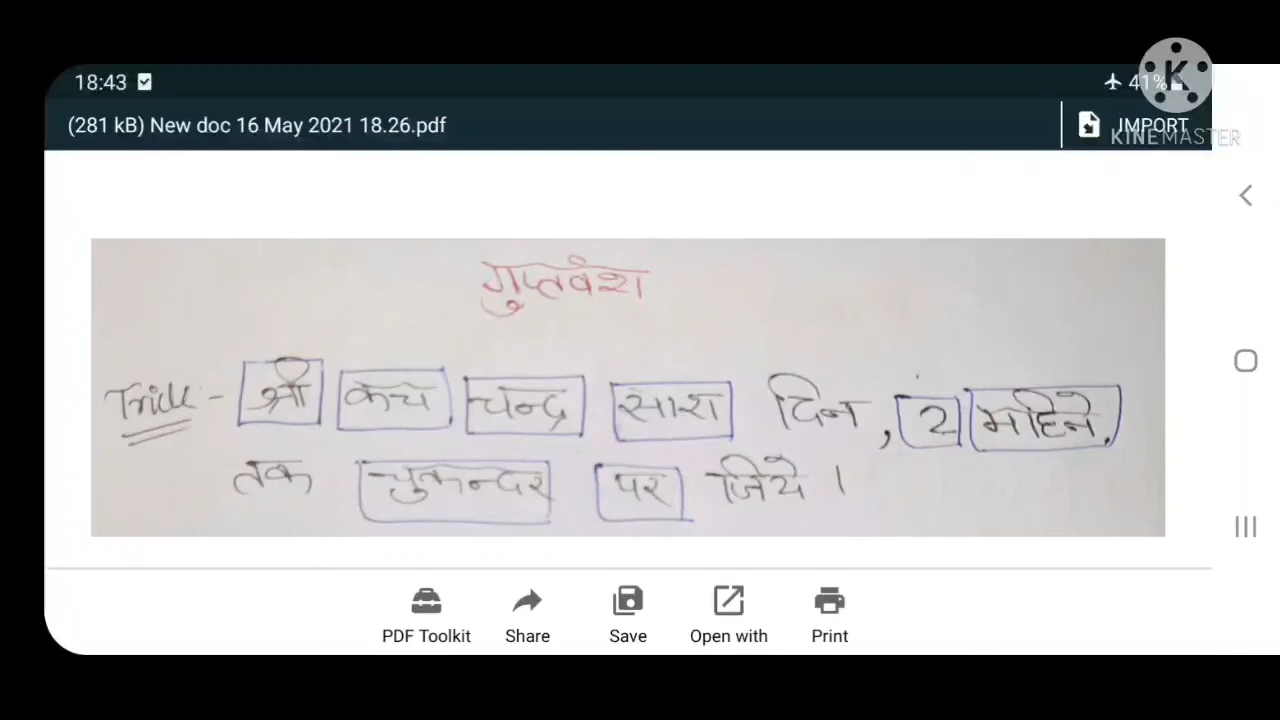 18:43 41%
(281 kB) New doc 16 May 2021 18.26.pdf IMPORT
KINEMASTER
गुप्तवंश
Trick - श्री कच चन्द्र सारा दिन, 2 महिने.
तक चुकन्दर पर जिये ।
PDF Toolkit Share Save Open with Print